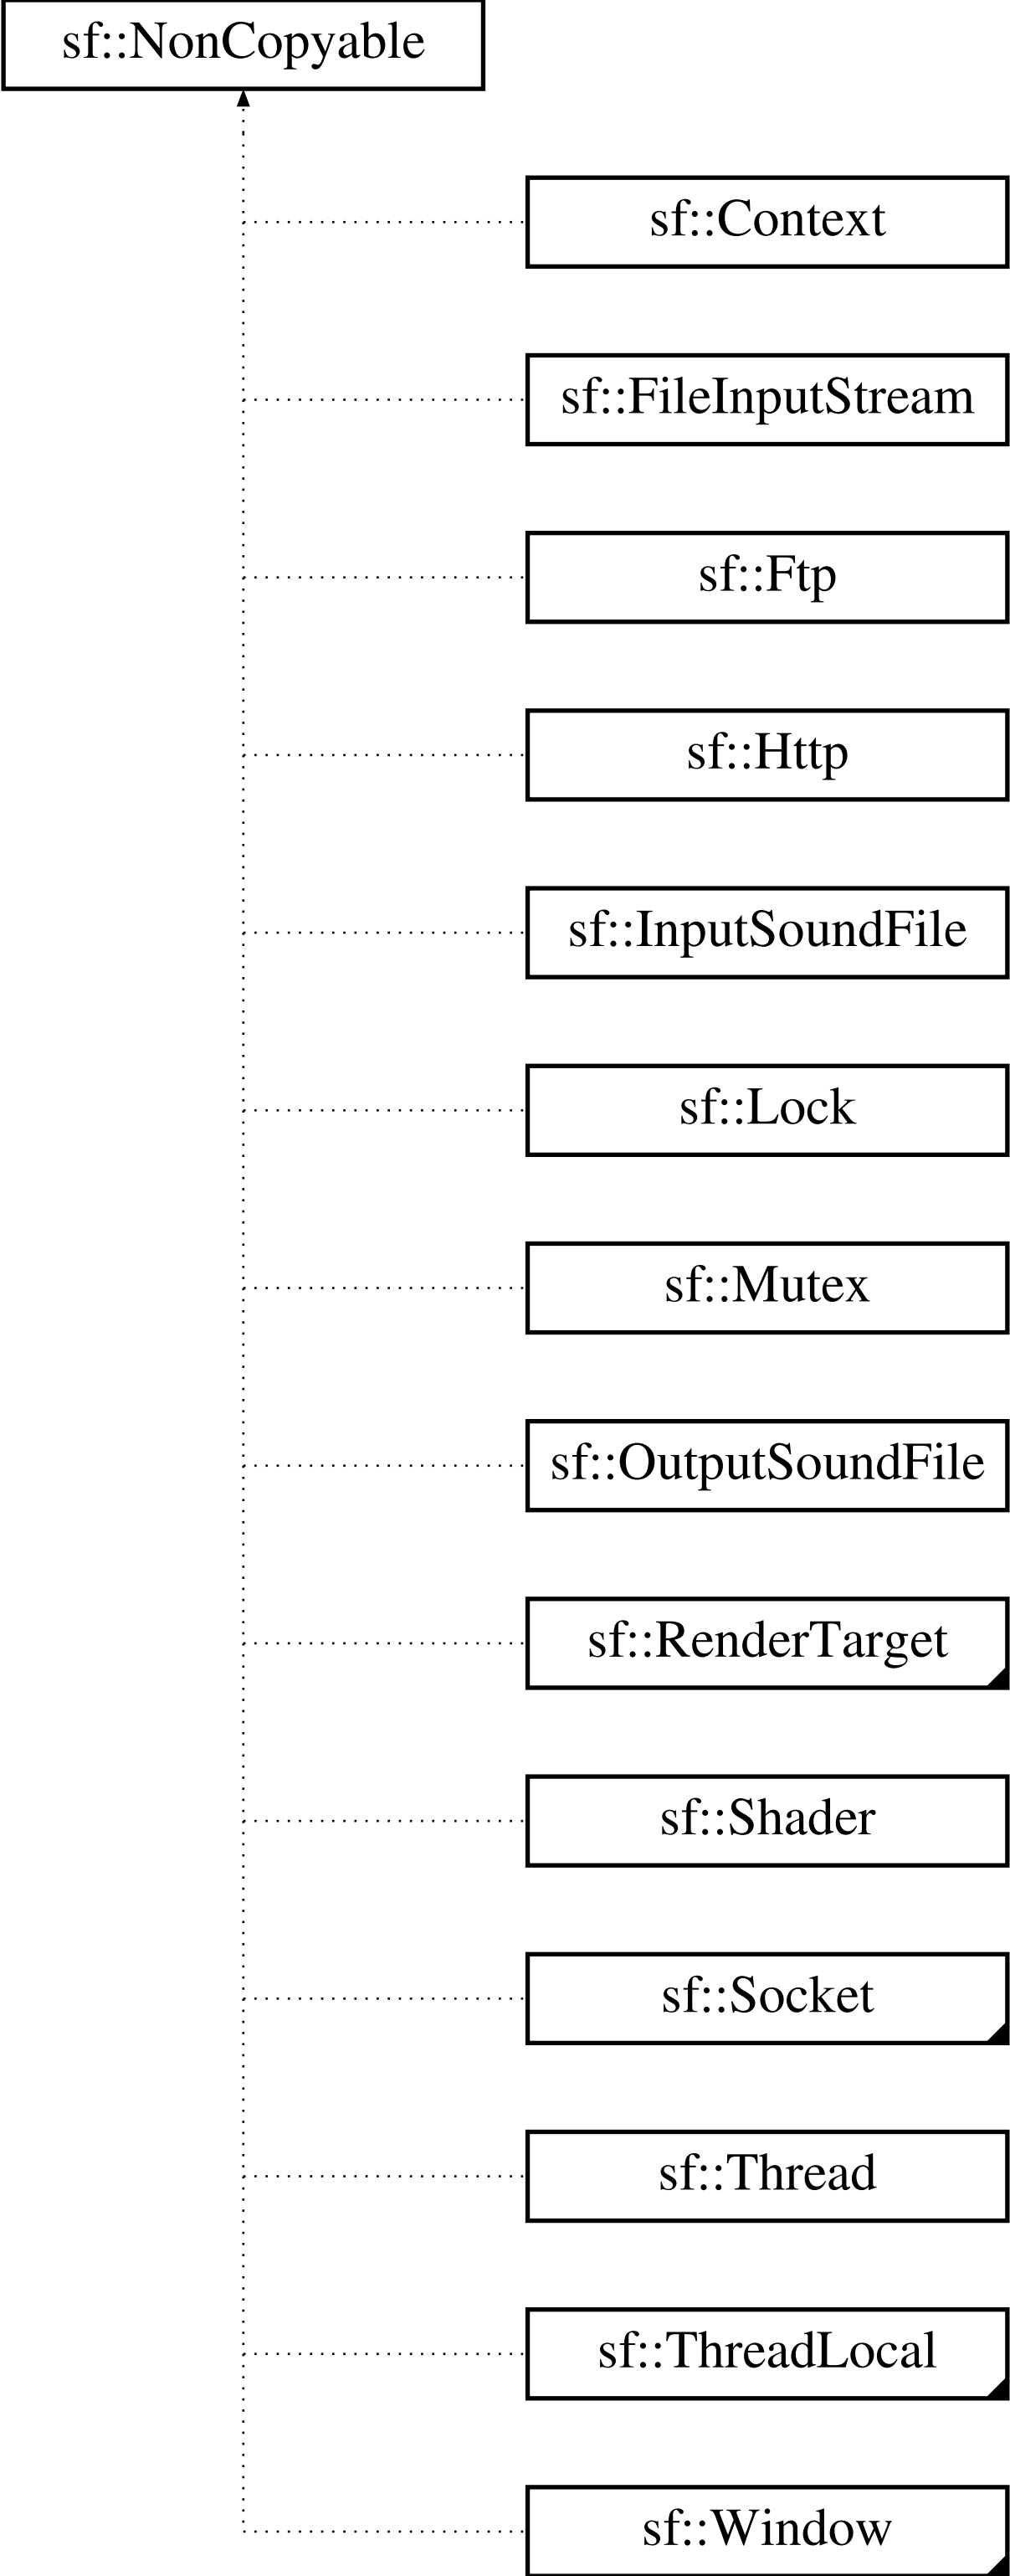 sf::NonCopyable
sf::Context
sf::FileInputStream
sf::Ftp
sf::Http
sf::InputSoundFile
sf::Lock
sf::Mutex
sf::OutputSoundFile
sf::RenderTarget
sf::Shader
sf::Socket
sf::Thread
sf::ThreadLocal
sf::Window